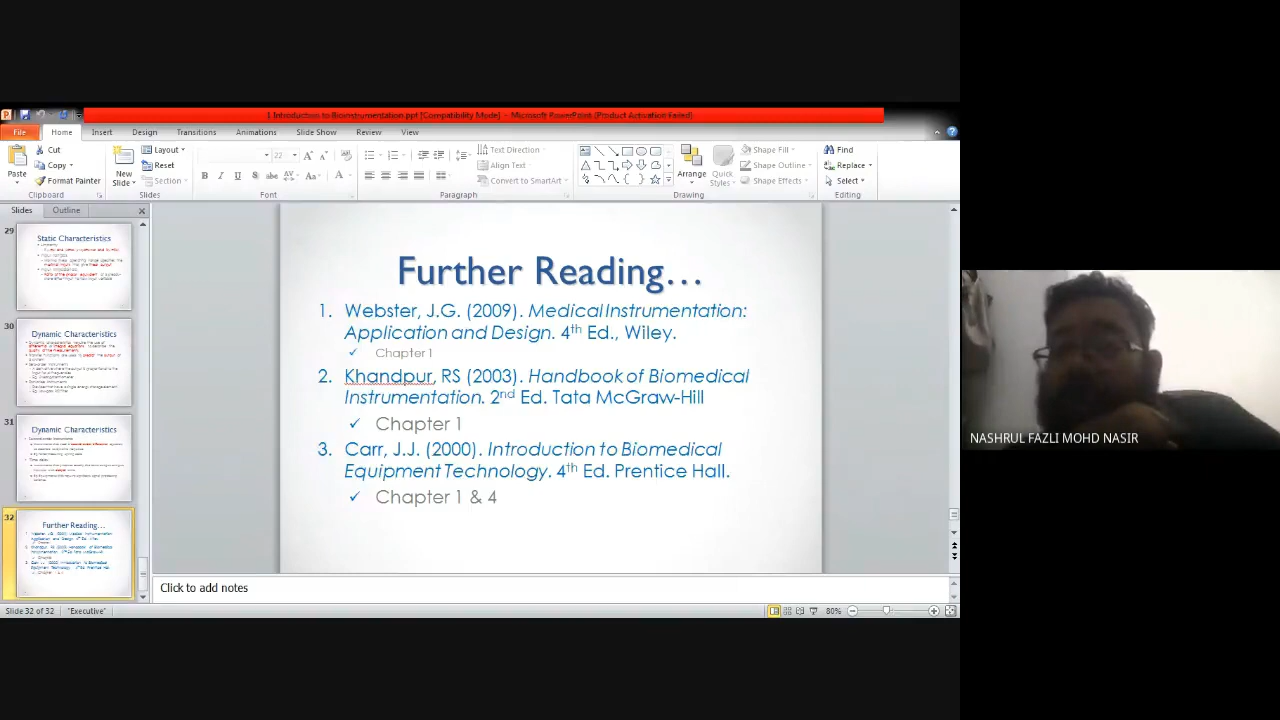 1 Introduction to Bioinstrumentation.ppt [Compatibility Mode] - Microsoft PowerPoint (Product Activation Failed)
File Home Insert Design Transitions Animations Slide Show Review View
Paste
Cut
Copy
Format Painter
Clipboard
New Slide
Layout
Reset
Section
Slides
22
Font
Text Direction
Align Text
Convert to SmartArt
Paragraph
Arrange
Quick Styles
Shape Fill
Shape Outline
Shape Effects
Drawing
Find
Replace
Select
Editing
Slides Outline
29
Static Characteristics
30
Dynamic Characteristics
31
Dynamic Characteristics
32
Further Reading...
Further Reading...
1. Webster, J.G. (2009). Medical Instrumentation:
Application and Design. 4th Ed., Wiley.
✓ Chapter 1
2. Khandpur, RS (2003). Handbook of Biomedical
Instrumentation. 2nd Ed. Tata McGraw-Hill
✓ Chapter 1
3. Carr, J.J. (2000). Introduction to Biomedical
Equipment Technology. 4th Ed. Prentice Hall.
✓ Chapter 1 & 4
Click to add notes
Slide 32 of 32 "Executive" 80%
NASHRUL FAZLI MOHD NASIR